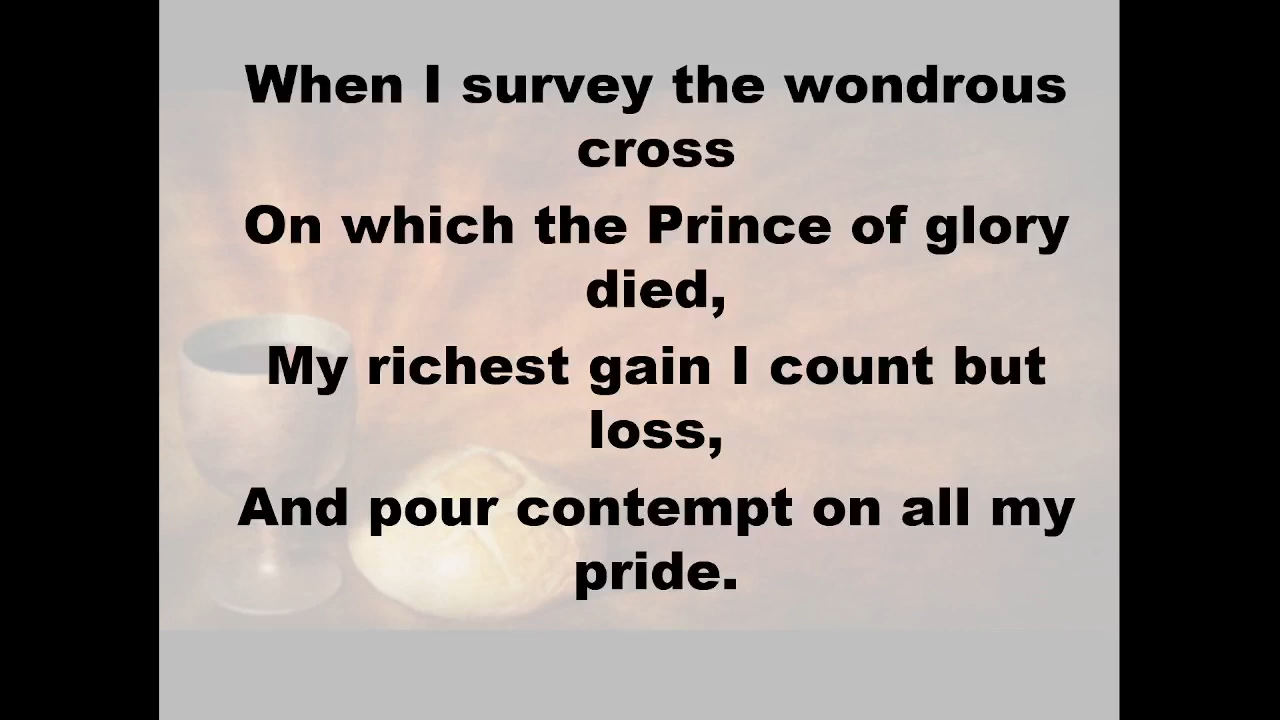 When I survey the wondrous
cross
On which the Prince of glory
died,
My richest gain I count but
loss,
And pour contempt on all my
pride.